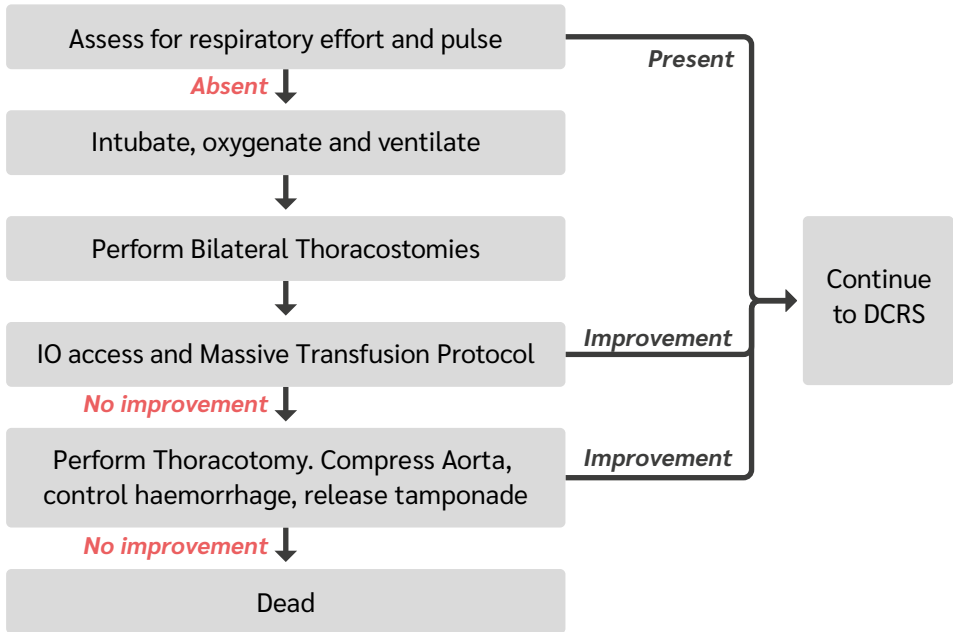 Assess for respiratory effort and pulse
Present
Absent
Intubate, oxygenate and ventilate
Perform Bilateral Thoracostomies
Continue
to DCRS
IO access and Massive Transfusion Protocol
Improvement
No improvement
Perform Thoracotomy. Compress Aorta,
control haemorrhage, release tamponade
Improvement
No improvement
Dead